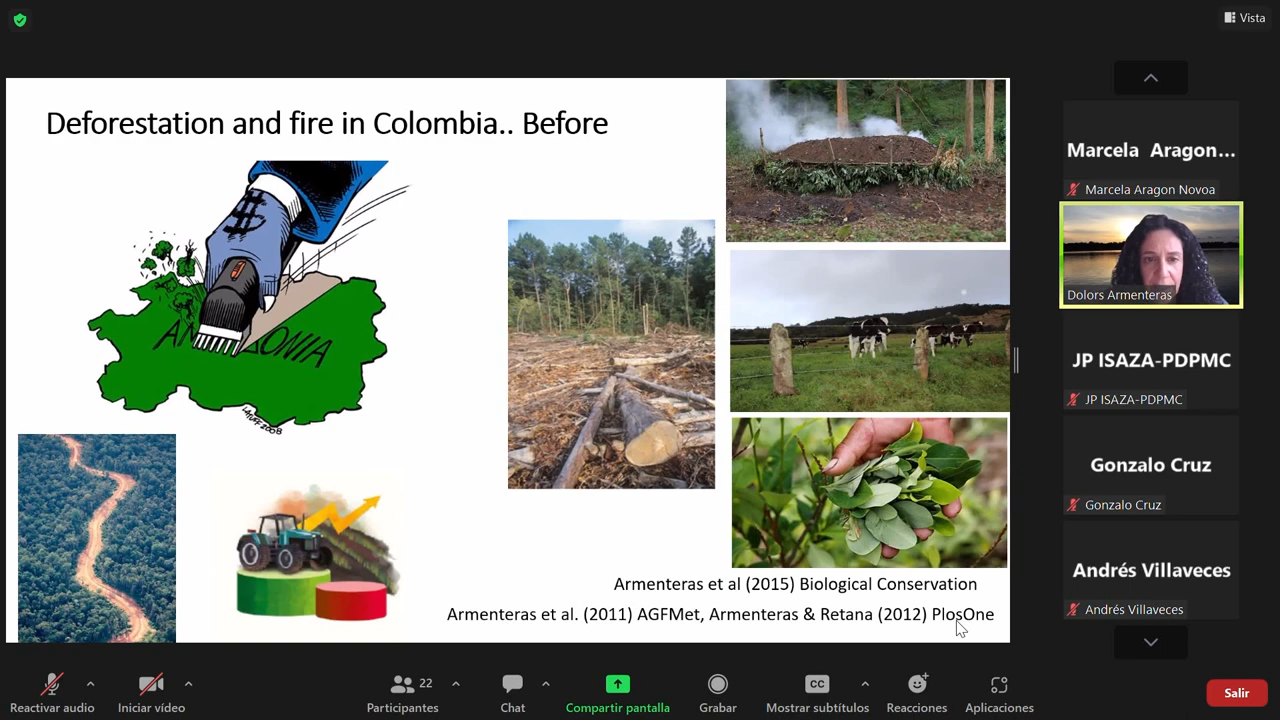 Vista
Deforestation and fire in Colombia.. Before
$
AMAZONIA
LATUFF 2008
Armenteras et al (2015) Biological Conservation
Armenteras et al. (2011) AGFMet, Armenteras & Retana (2012) PlosOne
Marcela Aragon...
Marcela Aragon Novoa
Dolors Armenteras
JP ISAZA-PDPMC
JP ISAZA-PDPMC
Gonzalo Cruz
Gonzalo Cruz
Andrés Villaveces
Andrés Villaveces
Reactivar audio
Iniciar vídeo
22
Participantes
Chat
Compartir pantalla
Grabar
CC
Mostrar subtítulos
Reacciones
Aplicaciones
Salir